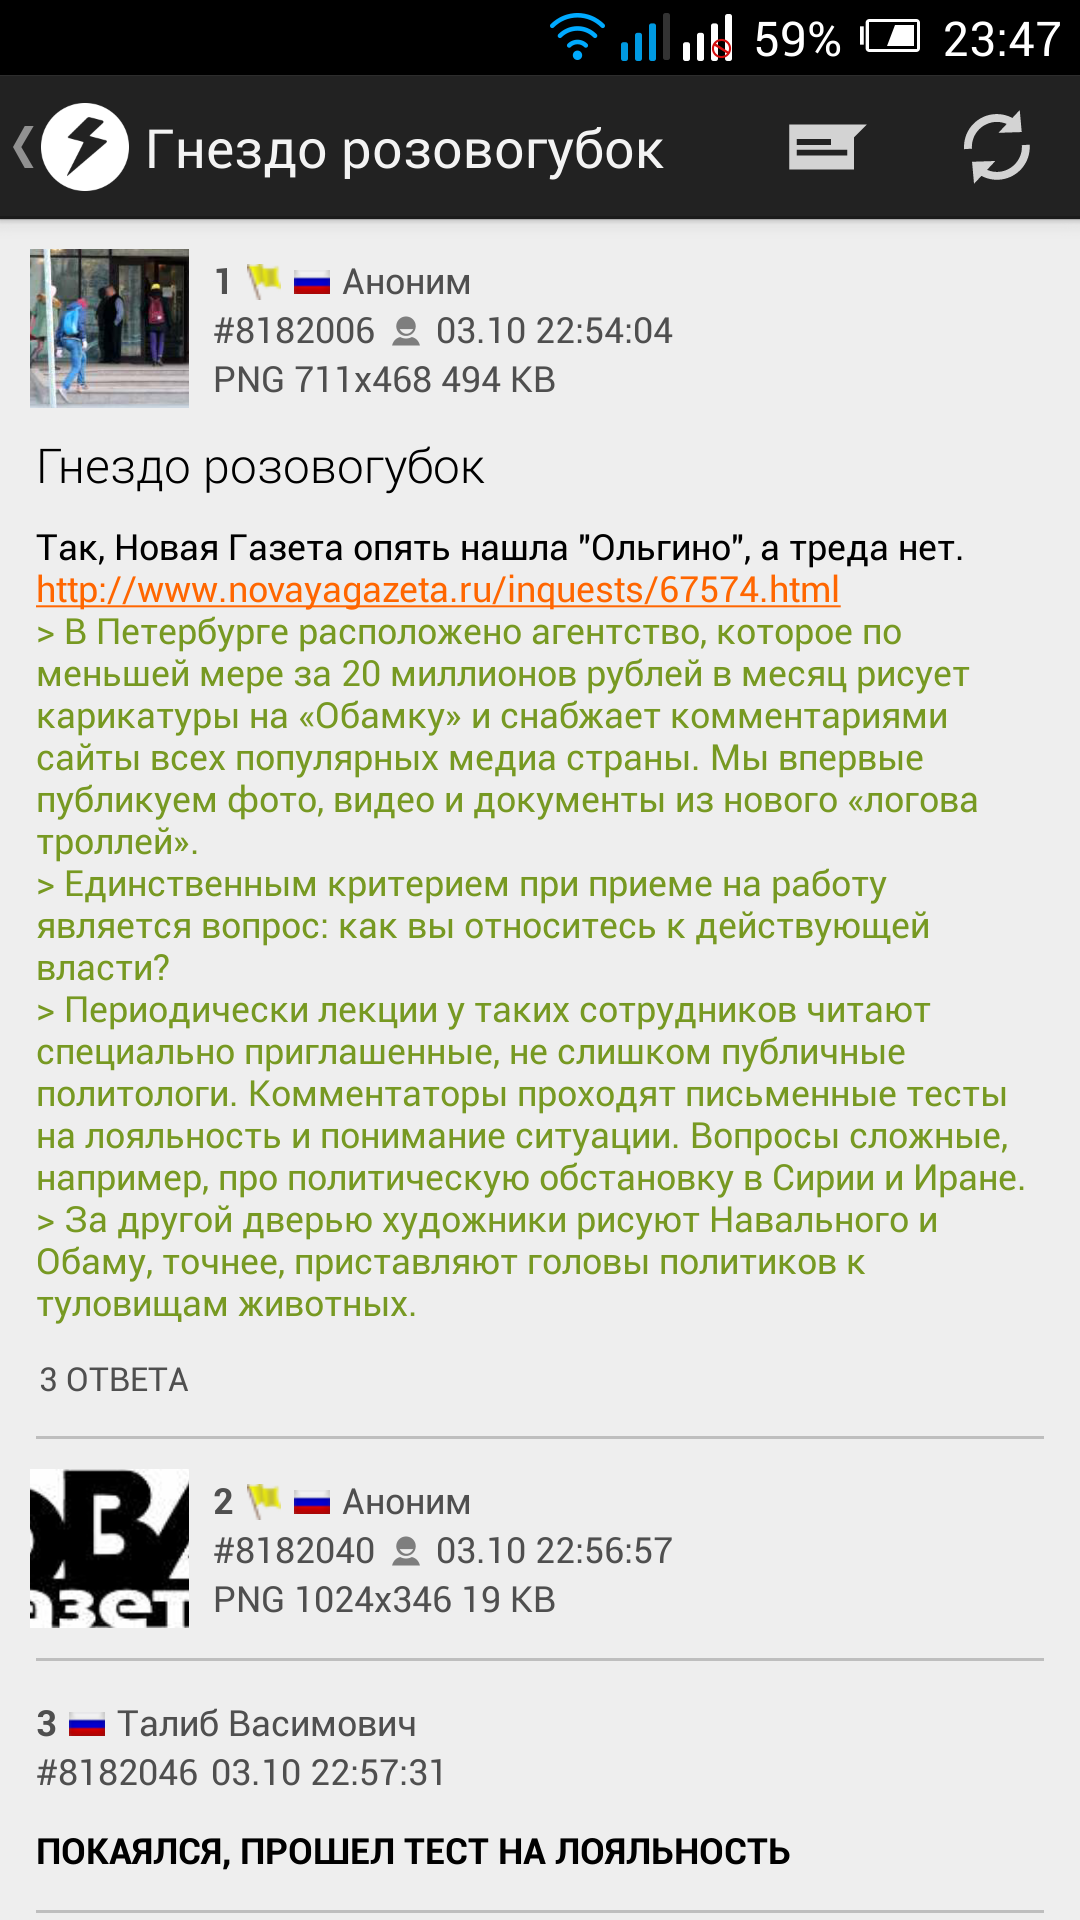 59% 23:47
Гнездо розовогубок
1 Аноним
#8182006 03.10 22:54:04
PNG 711x468 494 KB
Гнездо розовогубок
Так, Новая Газета опять нашла "Ольгино", а треда нет.
http://www.novayagazeta.ru/inquests/67574.html
> В Петербурге расположено агентство, которое по
меньшей мере за 20 миллионов рублей в месяц рисует
карикатуры на «Обамку» и снабжает комментариями
сайты всех популярных медиа страны. Мы впервые
публикуем фото, видео и документы из нового «логова
троллей».
> Единственным критерием при приеме на работу
является вопрос: как вы относитесь к действующей
власти?
> Периодически лекции у таких сотрудников читают
специально приглашенные, не слишком публичные
политологи. Комментаторы проходят письменные тесты
на лояльность и понимание ситуации. Вопросы сложные,
например, про политическую обстановку в Сирии и Иране.
> За другой дверью художники рисуют Навального и
Обаму, точнее, приставляют головы политиков к
туловищам животных.
3 ОТВЕТА
ОВА
азет
2 Аноним
#8182040 03.10 22:56:57
PNG 1024x346 19 KB
3 Талиб Васимович
#8182046 03.10 22:57:31
ПОКАЯЛСЯ, ПРОШЕЛ ТЕСТ НА ЛОЯЛЬНОСТЬ